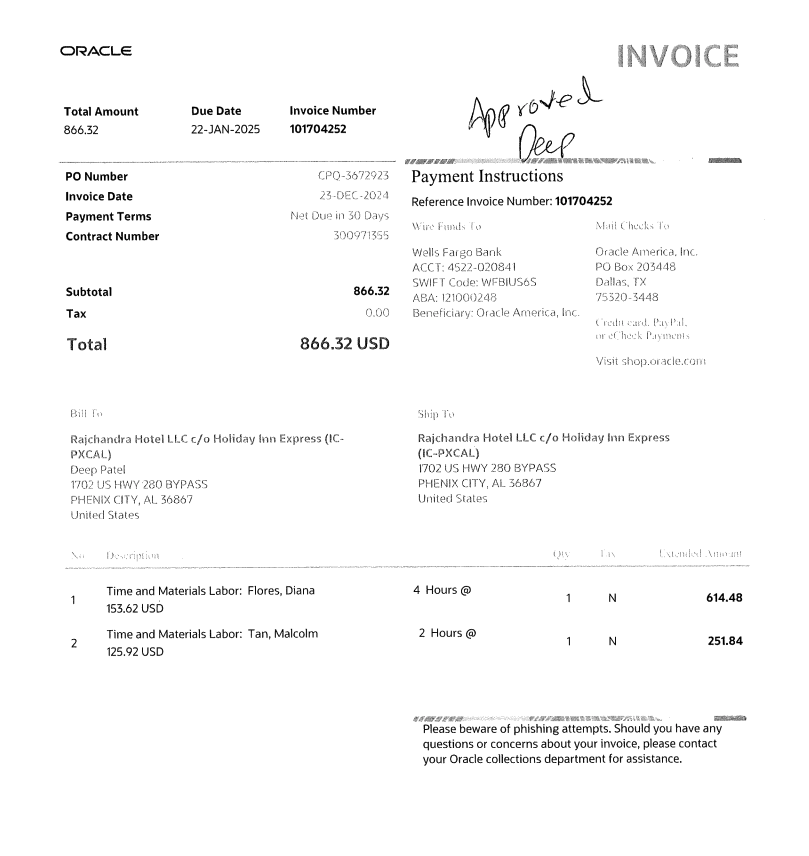 ORACLE
INVOICE
Total Amount Due Date Invoice Number
866.32 22-JAN-2025 101704252
Approved
Deep
PO Number CPQ-3672923
Invoice Date 23-DEC-2024
Payment Terms Net Due in 30 Days
Contract Number 300971355
Subtotal 866.32
Tax 0.00
Total 866.32 USD
Payment Instructions
Reference Invoice Number: 101704252
Wire Funds To
Wells Fargo Bank
ACCT: 4522-020841
SWIFT Code: WFBIUS6S
ABA: 121000248
Beneficiary: Oracle America, Inc.
Mail Checks To
Oracle America, Inc.
PO Box 203448
Dallas, TX
75320-3448
Credit card, PayPal,
or eCheck Payments
Visit shop.oracle.com
Bill To
Rajchandra Hotel LLC c/o Holiday Inn Express (IC-
PXCAL)
Deep Patel
1702 US HWY 280 BYPASS
PHENIX CITY, AL 36867
United States
Ship To
Rajchandra Hotel LLC c/o Holiday Inn Express
(IC-PXCAL)
1702 US HWY 280 BYPASS
PHENIX CITY, AL 36867
United States
No Description Qty Tax Extended Amount
1 Time and Materials Labor: Flores, Diana 4 Hours @ 1 N 614.48
153.62 USD
2 Time and Materials Labor: Tan, Malcolm 2 Hours @ 1 N 251.84
125.92 USD
Please beware of phishing attempts. Should you have any
questions or concerns about your invoice, please contact
your Oracle collections department for assistance.